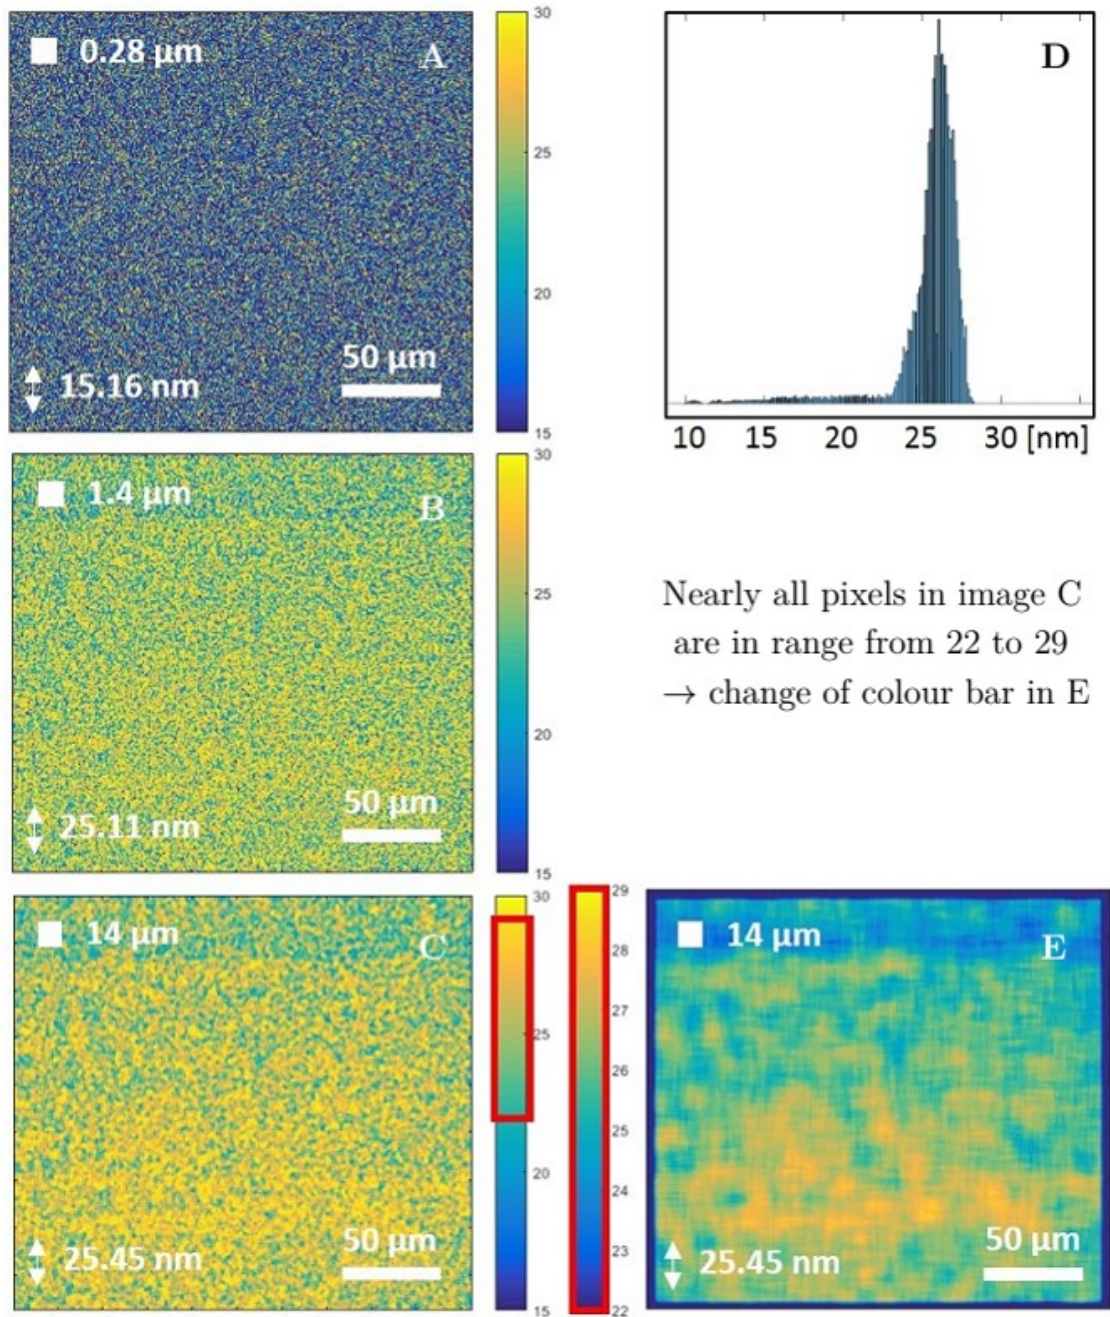 0.28 µm
A
15.16 nm
50 µm
30
25
20
15
D
10 15 20 25 30 [nm]
1.4 µm
B
25.11 nm
50 µm
30
25
20
15
Nearly all pixels in image C
are in range from 22 to 29
→ change of colour bar in E
14 µm
C
25.45 nm
50 µm
30
25
20
15
29
28
27
26
25
24
23
22
14 µm
E
25.45 nm
50 µm